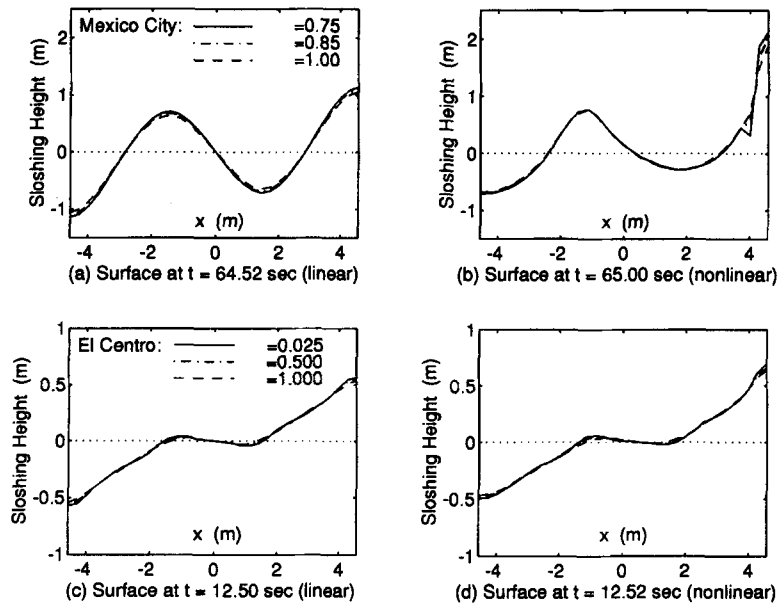 Mexico City: =0.75
=0.85
=1.00
Sloshing Height (m)
2
1
0
-1
x (m)
-4 -2 0 2 4
(a) Surface at t = 64.52 sec (linear)
Sloshing Height (m)
2
1
0
-1
x (m)
-4 -2 0 2 4
(b) Surface at t = 65.00 sec (nonlinear)
El Centro: =0.025
=0.500
=1.000
Sloshing Height (m)
1
0.5
0
-0.5
-1
x (m)
-4 -2 0 2 4
(c) Surface at t = 12.50 sec (linear)
Sloshing Height (m)
1
0.5
0
-0.5
-1
x (m)
-4 -2 0 2 4
(d) Surface at t = 12.52 sec (nonlinear)